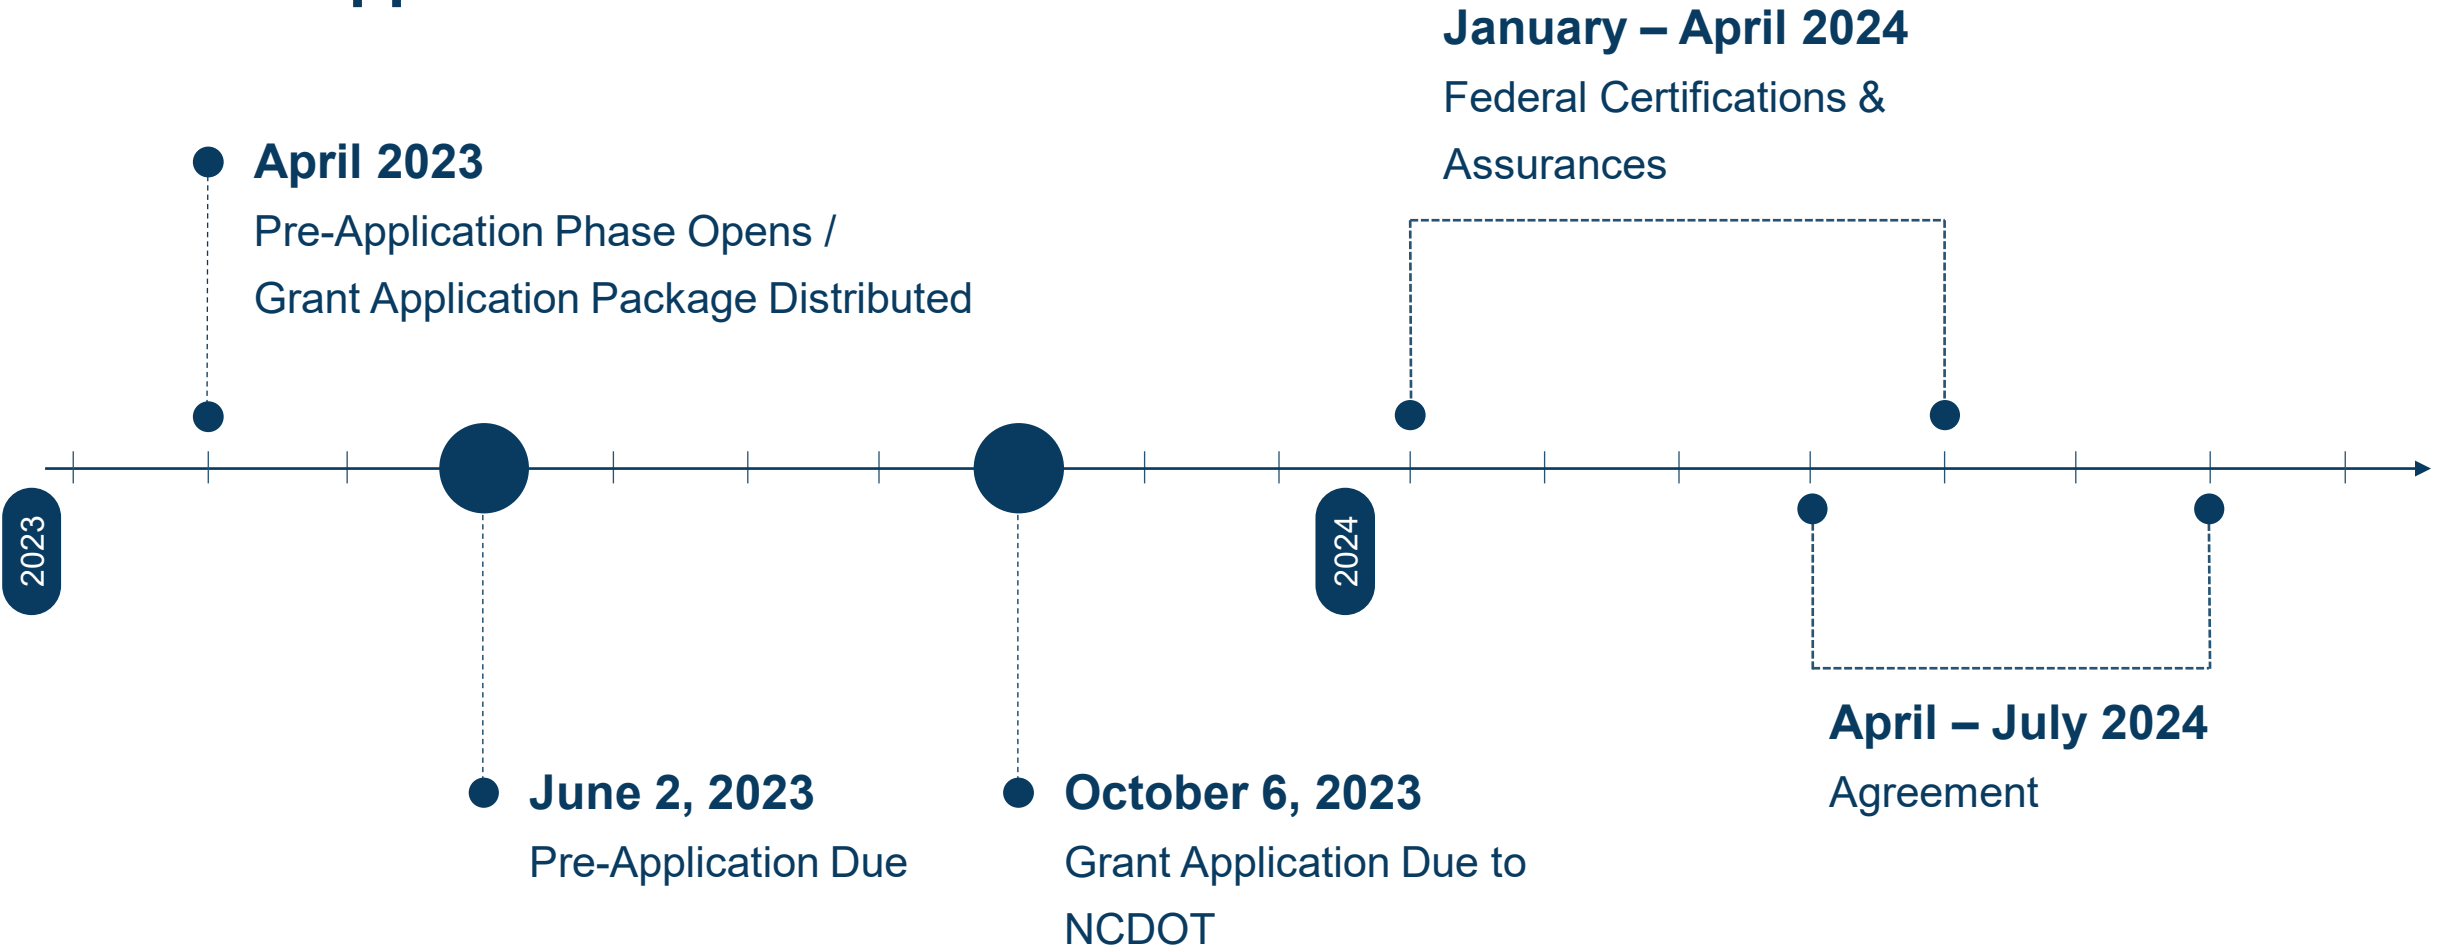 January – April 2024
Federal Certifications &
Assurances
April 2023
Pre-Application Phase Opens /
Grant Application Package Distributed
2023
2024
April – July 2024
Agreement
June 2, 2023
Pre-Application Due
October 6, 2023
Grant Application Due to
NCDOT